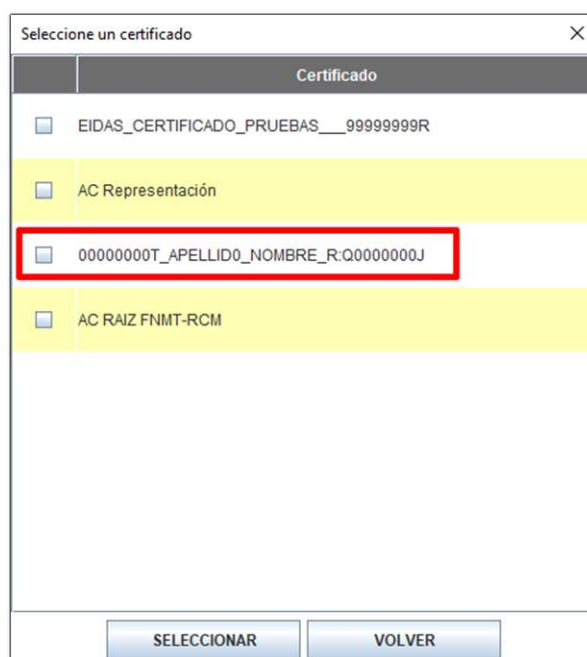 Seleccione un certificado
Certificado
EIDAS_CERTIFICADO_PRUEBAS___99999999R
AC Representación
00000000T_APELLID0_NOMBRE_R:Q0000000J
AC RAIZ FNMT-RCM
SELECCIONAR VOLVER